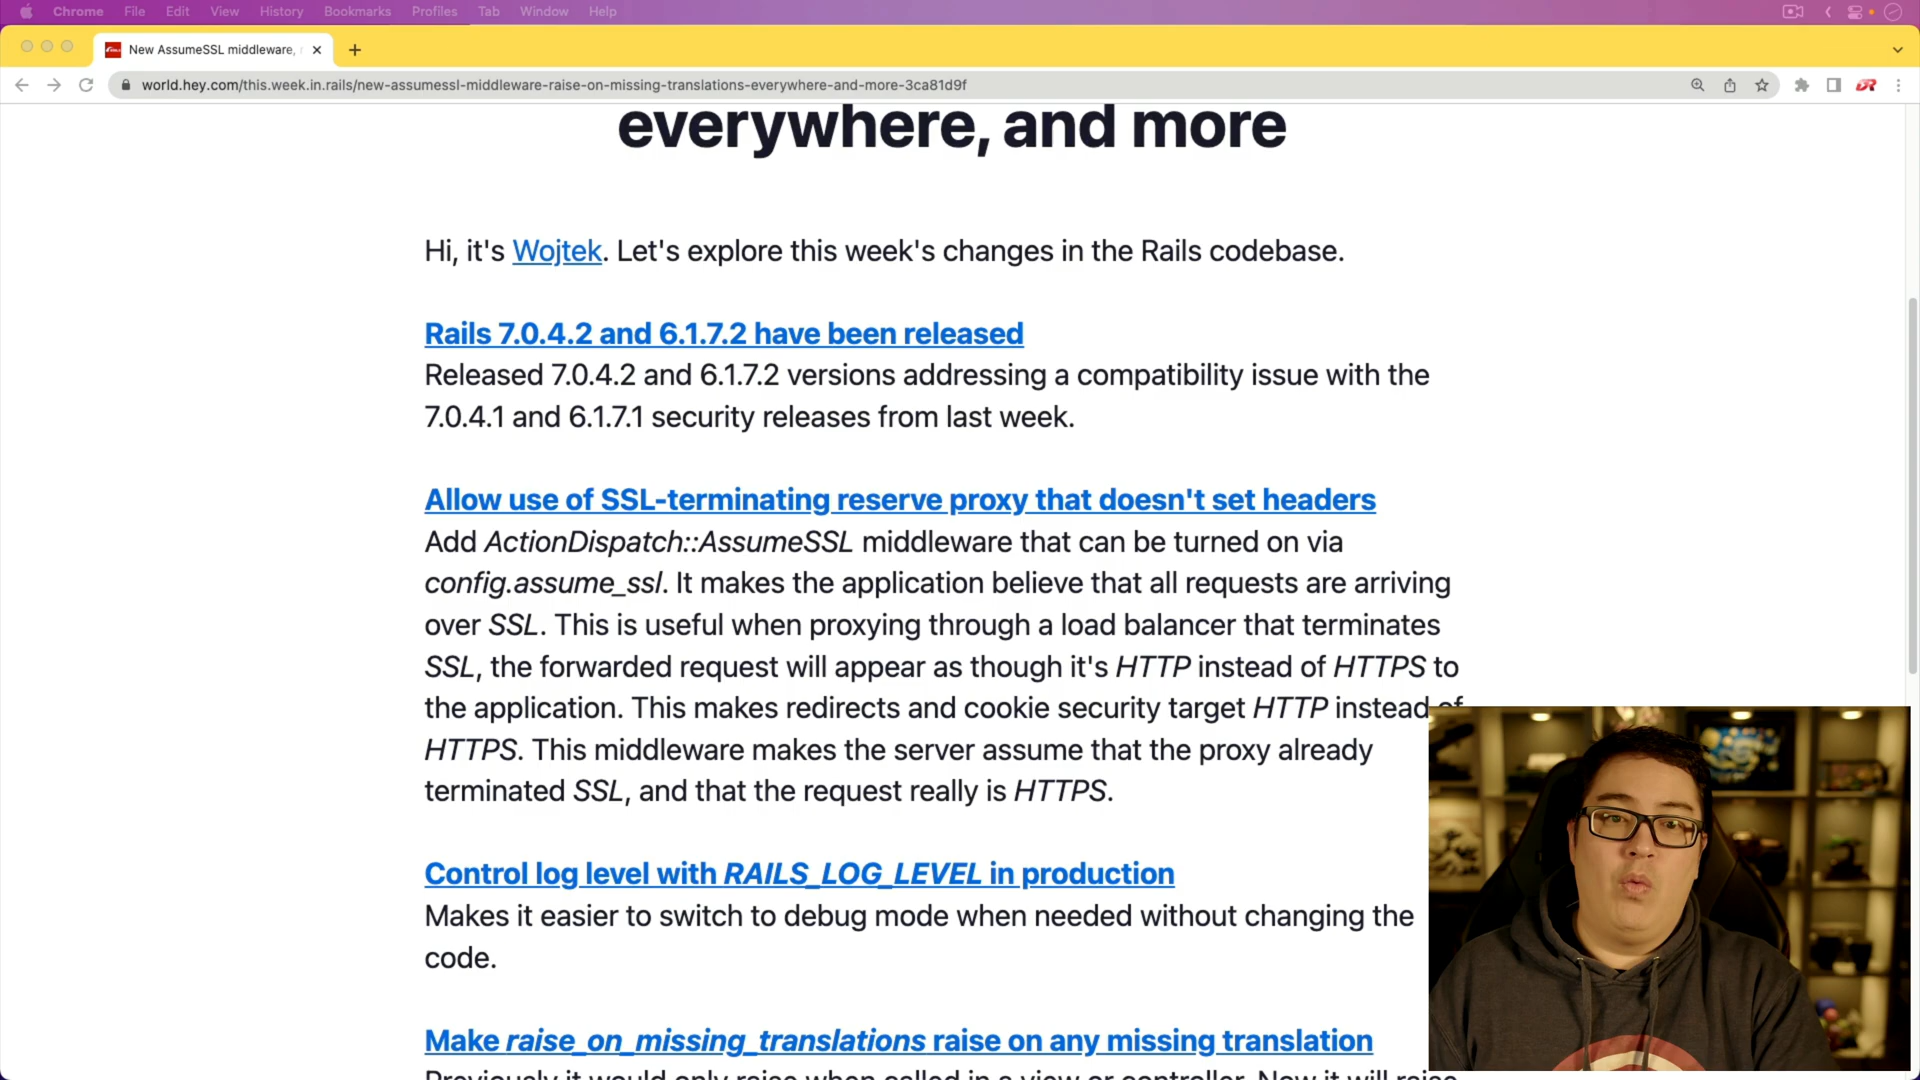 Chrome File Edit View History Bookmarks Profiles Tab Window Help
New AssumeSSL middleware,
world.hey.com/this.week.in.rails/new-assumessl-middleware-raise-on-missing-translations-everywhere-and-more-3ca81d9f
everywhere, and more
Hi, it's Wojtek. Let's explore this week's changes in the Rails codebase.
Rails 7.0.4.2 and 6.1.7.2 have been released
Released 7.0.4.2 and 6.1.7.2 versions addressing a compatibility issue with the
7.0.4.1 and 6.1.7.1 security releases from last week.
Allow use of SSL-terminating reserve proxy that doesn't set headers
Add ActionDispatch::AssumeSSL middleware that can be turned on via
config.assume_ssl. It makes the application believe that all requests are arriving
over SSL. This is useful when proxying through a load balancer that terminates
SSL, the forwarded request will appear as though it's HTTP instead of HTTPS to
the application. This makes redirects and cookie security target HTTP instead of
HTTPS. This middleware makes the server assume that the proxy already
terminated SSL, and that the request really is HTTPS.
Control log level with RAILS_LOG_LEVEL in production
Makes it easier to switch to debug mode when needed without changing the
code.
Make raise_on_missing_translations raise on any missing translation
Previously it would only raise when called in a view or controller. Now it will raise